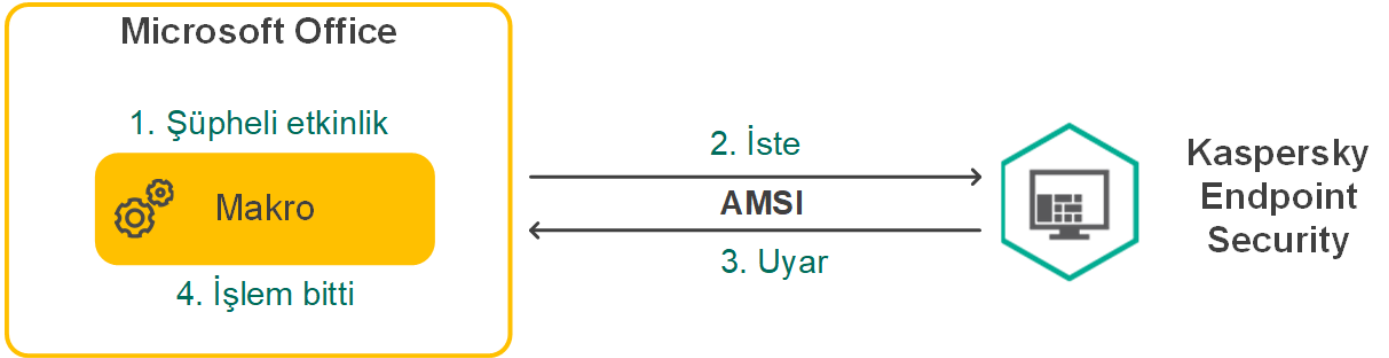 Microsoft Office
1. Şüpheli etkinlik
Makro
4. İşlem bitti
2. İste
AMSI
3. Uyar
Kaspersky
Endpoint
Security